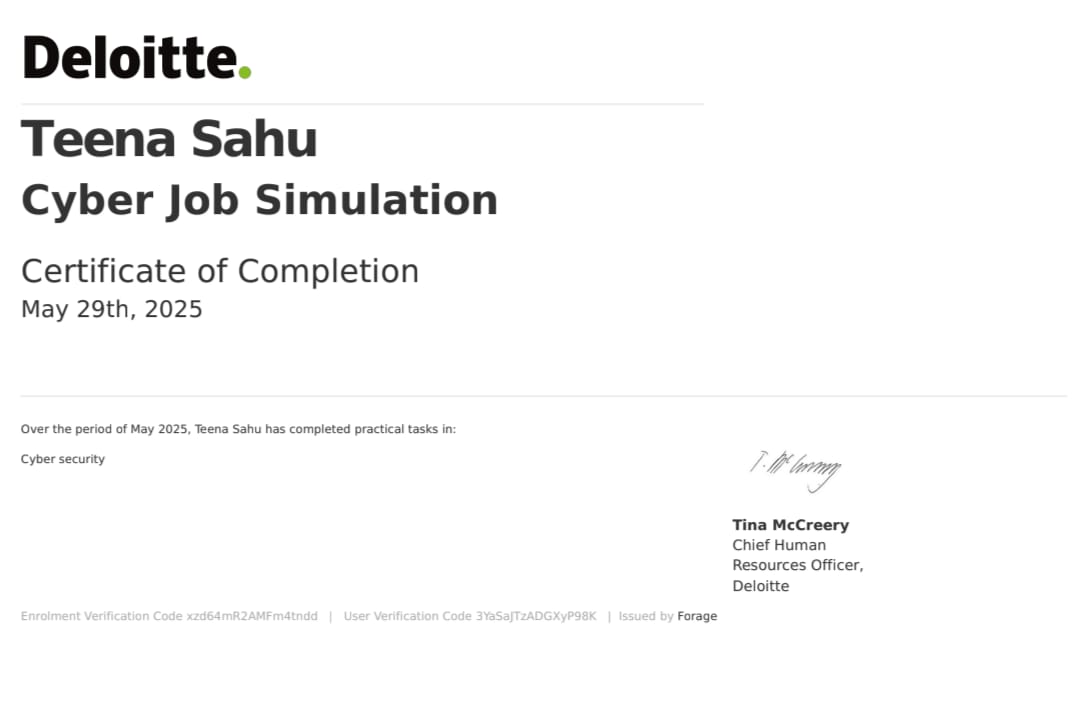 Deloitte.
Teena Sahu
Cyber Job Simulation
Certificate of Completion
May 29th, 2025
Over the period of May 2025, Teena Sahu has completed practical tasks in:
Cyber security
T. McCreery
Tina McCreery
Chief Human
Resources Officer,
Deloitte
Enrolment Verification Code xzd64mR2AMFm4tndd | User Verification Code 3YaSaJTzADGXyP98K | Issued by Forage